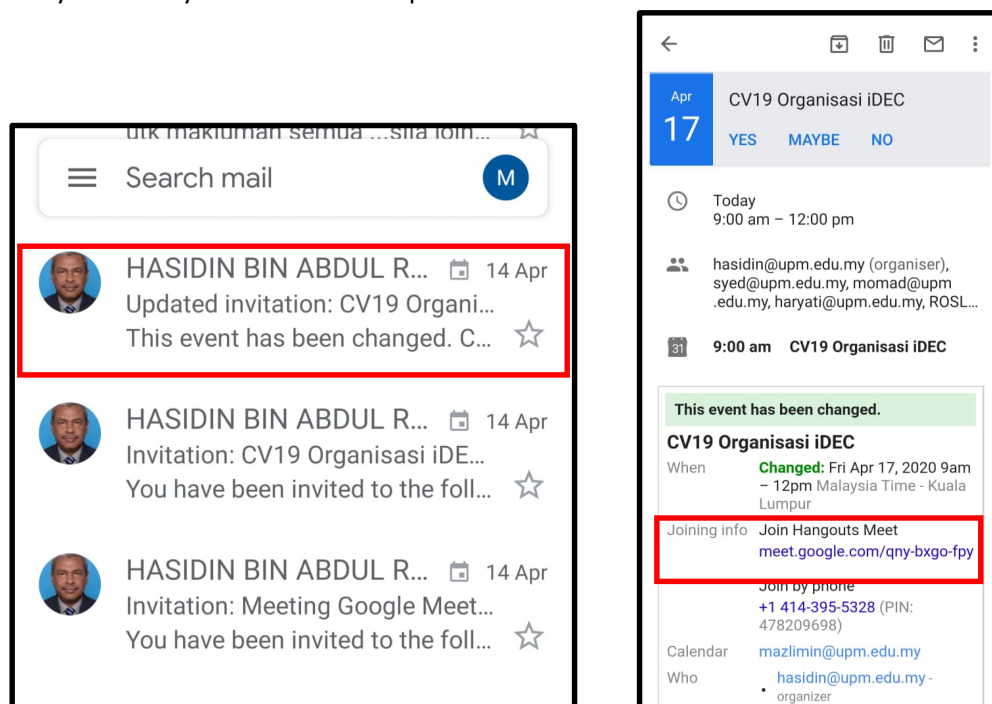 utk makluman semua ...sila join...
Search mail
M
HASIDIN BIN ABDUL R... 14 Apr
Updated invitation: CV19 Organi...
This event has been changed. C...
HASIDIN BIN ABDUL R... 14 Apr
Invitation: CV19 Organisasi iDE...
You have been invited to the foll...
HASIDIN BIN ABDUL R... 14 Apr
Invitation: Meeting Google Meet...
You have been invited to the foll...
Apr
17
CV19 Organisasi iDEC
YES MAYBE NO
Today
9:00 am – 12:00 pm
hasidin@upm.edu.my (organiser),
syed@upm.edu.my, momad@upm
.edu.my, haryati@upm.edu.my, ROSL...
31
9:00 am CV19 Organisasi iDEC
This event has been changed.
CV19 Organisasi iDEC
When Changed: Fri Apr 17, 2020 9am
– 12pm Malaysia Time - Kuala
Lumpur
Joining info Join Hangouts Meet
meet.google.com/qny-bxgo-fpy
Join by phone
+1 414-395-5328 (PIN:
478209698)
Calendar mazlimin@upm.edu.my
Who • hasidin@upm.edu.my -
organizer